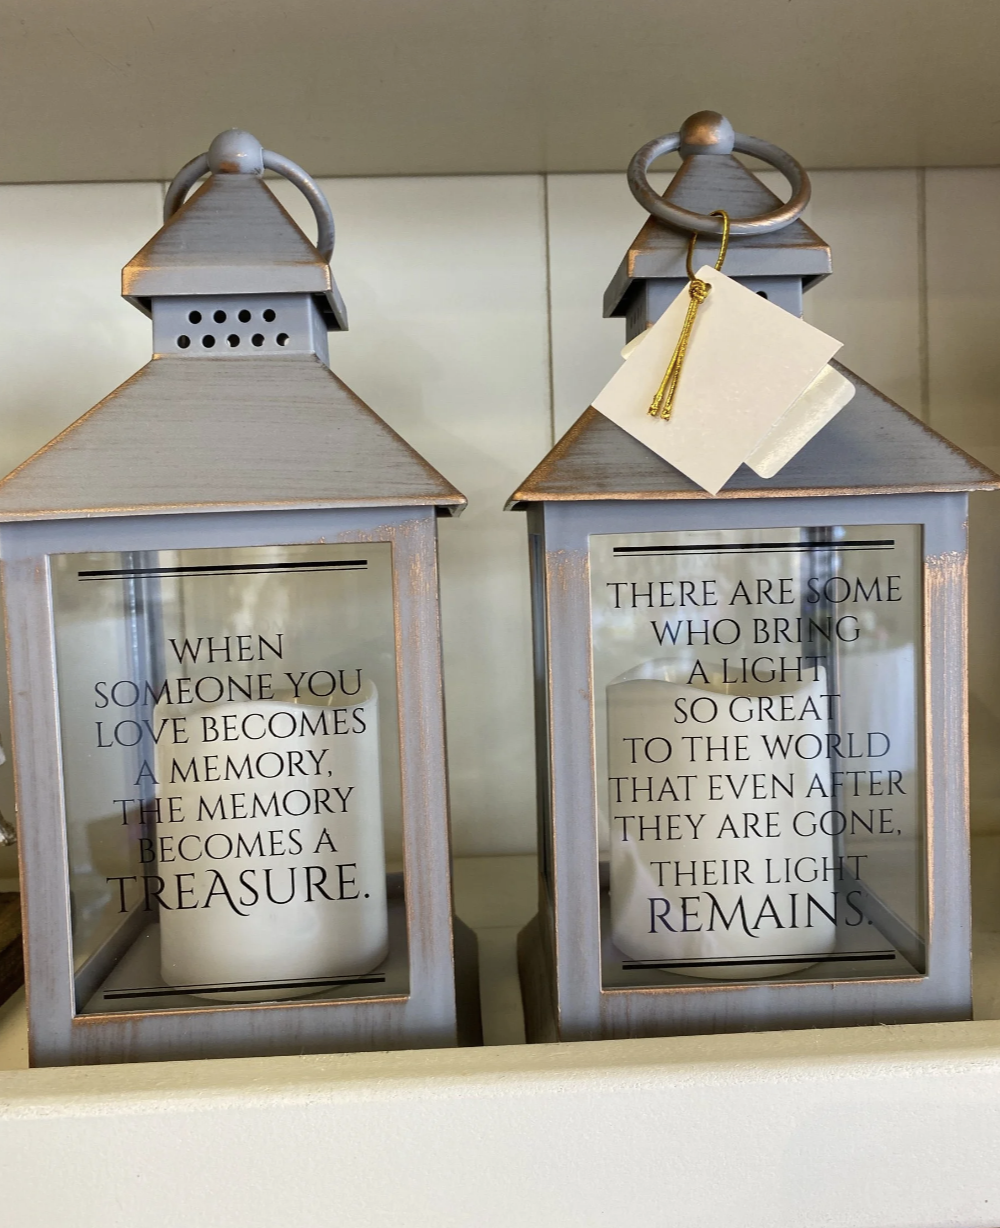 WHEN
SOMEONE YOU
LOVE BECOMES
A MEMORY,
THE MEMORY
BECOMES A
TREASURE.
THERE ARE SOME
WHO BRING
A LIGHT
SO GREAT
TO THE WORLD
THAT EVEN AFTER
THEY ARE GONE,
THEIR LIGHT
REMAINS.